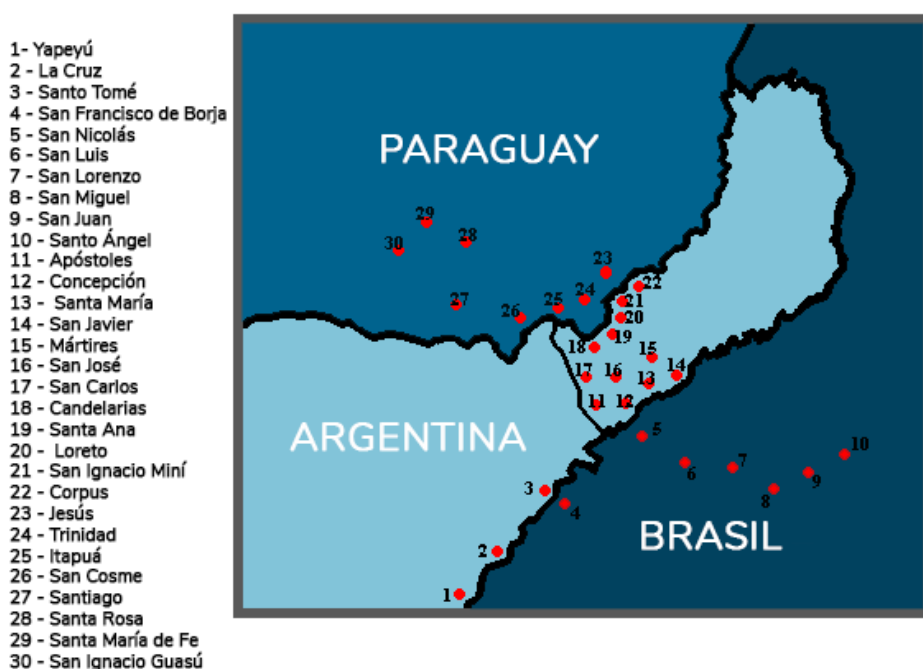 1- Yapeyú
2 - La Cruz
3 - Santo Tomé
4 - San Francisco de Borja
5 - San Nicolás
6 - San Luis
7 - San Lorenzo
8 - San Miguel
9 - San Juan
10 - Santo Ángel
11 - Apóstoles
12 - Concepción
13 - Santa María
14 - San Javier
15 - Mártires
16 - San José
17 - San Carlos
18 - Candelarias
19 - Santa Ana
20 - Loreto
21 - San Ignacio Miní
22 - Corpus
23 - Jesús
24 - Trinidad
25 - Itapuá
26 - San Cosme
27 - Santiago
28 - Santa Rosa
29 - Santa María de Fe
30 - San Ignacio Guasú
PARAGUAY
29
28
30
23
22
24
21
27
25
26
20
19
18
15
17
16
14
13
11
12
ARGENTINA
5
10
6
7
9
3
8
4
BRASIL
2
1